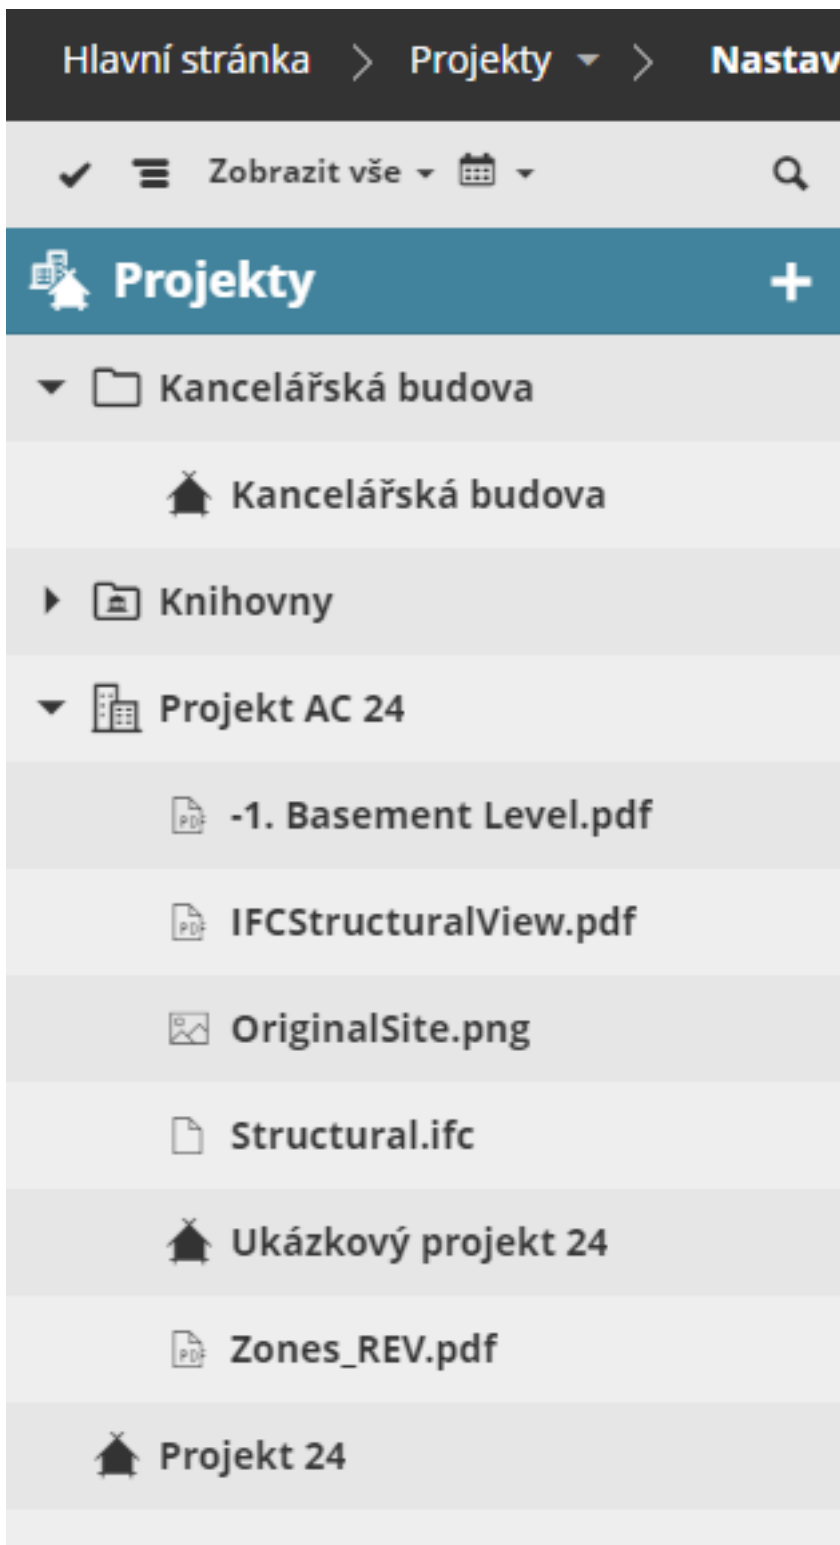 Hlavní stránka > Projekty > Nastav
Zobrazit vše
Projekty
Kancelářská budova
Kancelářská budova
Knihovny
Projekt AC 24
-1. Basement Level.pdf
IFCStructuralView.pdf
OriginalSite.png
Structural.ifc
Ukázkový projekt 24
Zones_REV.pdf
Projekt 24